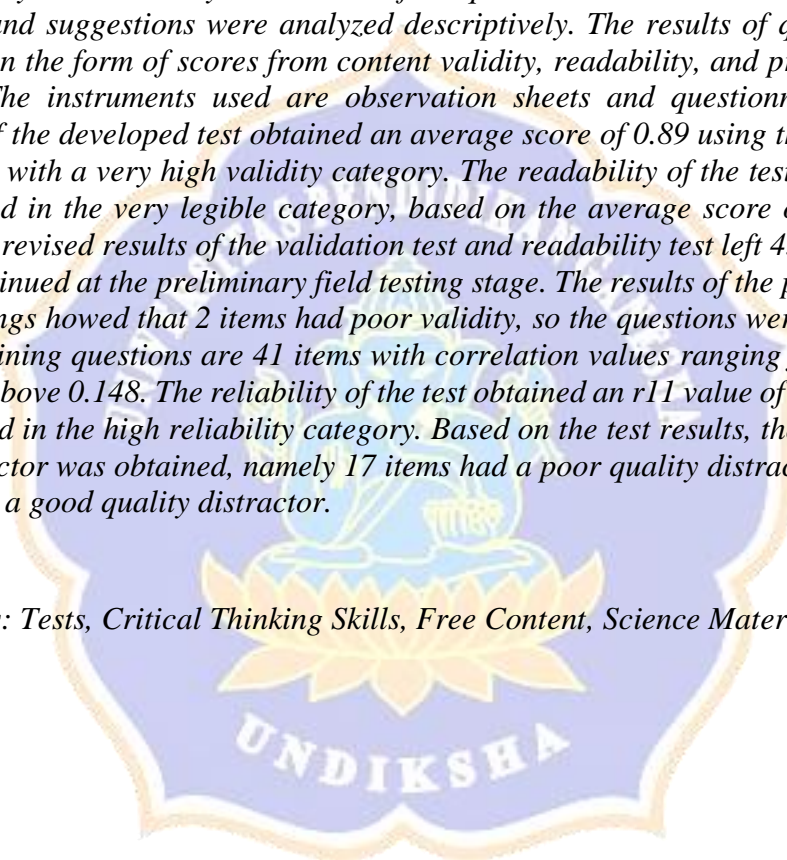 and suggestions were analyzed descriptively. The results of q
n the form of scores from content validity, readability, and p
he instruments used are observation sheets and questionn
f the developed test obtained an average score of 0.89 using th
with a very high validity category. The readability of the test
d in the very legible category, based on the average score
revised results of the validation test and readability test left 4
inued at the preliminary field testing stage. The results of the p
ngs howed that 2 items had poor validity, so the questions wer
ining questions are 41 items with correlation values ranging
bove 0.148. The reliability of the test obtained an r11 value of
d in the high reliability category. Based on the test results, the
ctor was obtained, namely 17 items had a poor quality distrac
a good quality distractor.
: Tests, Critical Thinking Skills, Free Content, Science Mater
UNIVERSITAS PENDIDIKAN GANESHA
UNDIKSHA